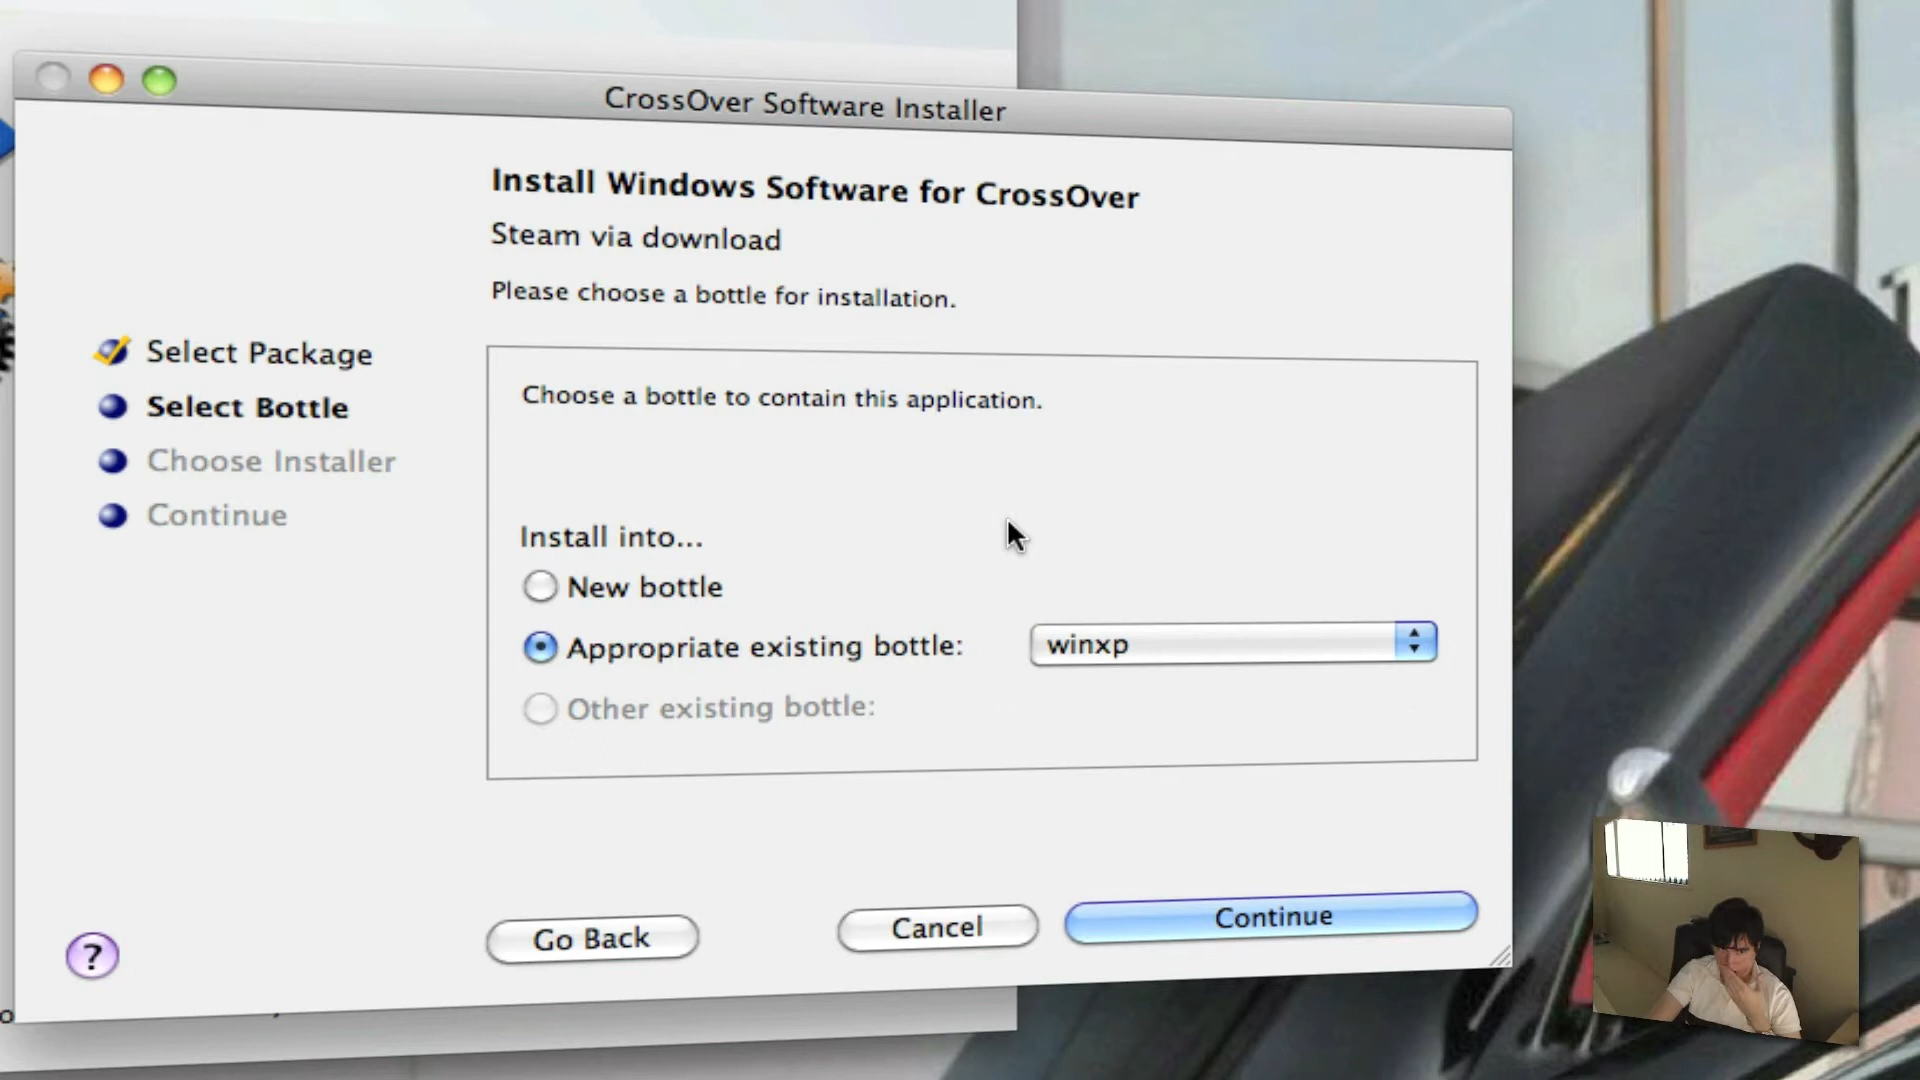 CrossOver Software Installer
Install Windows Software for CrossOver
Steam via download
Please choose a bottle for installation.
Select Package
Select Bottle
Choose Installer
Continue
Choose a bottle to contain this application.
Install into...
New bottle
Appropriate existing bottle: winxp
Other existing bottle:
? Go Back Cancel Continue